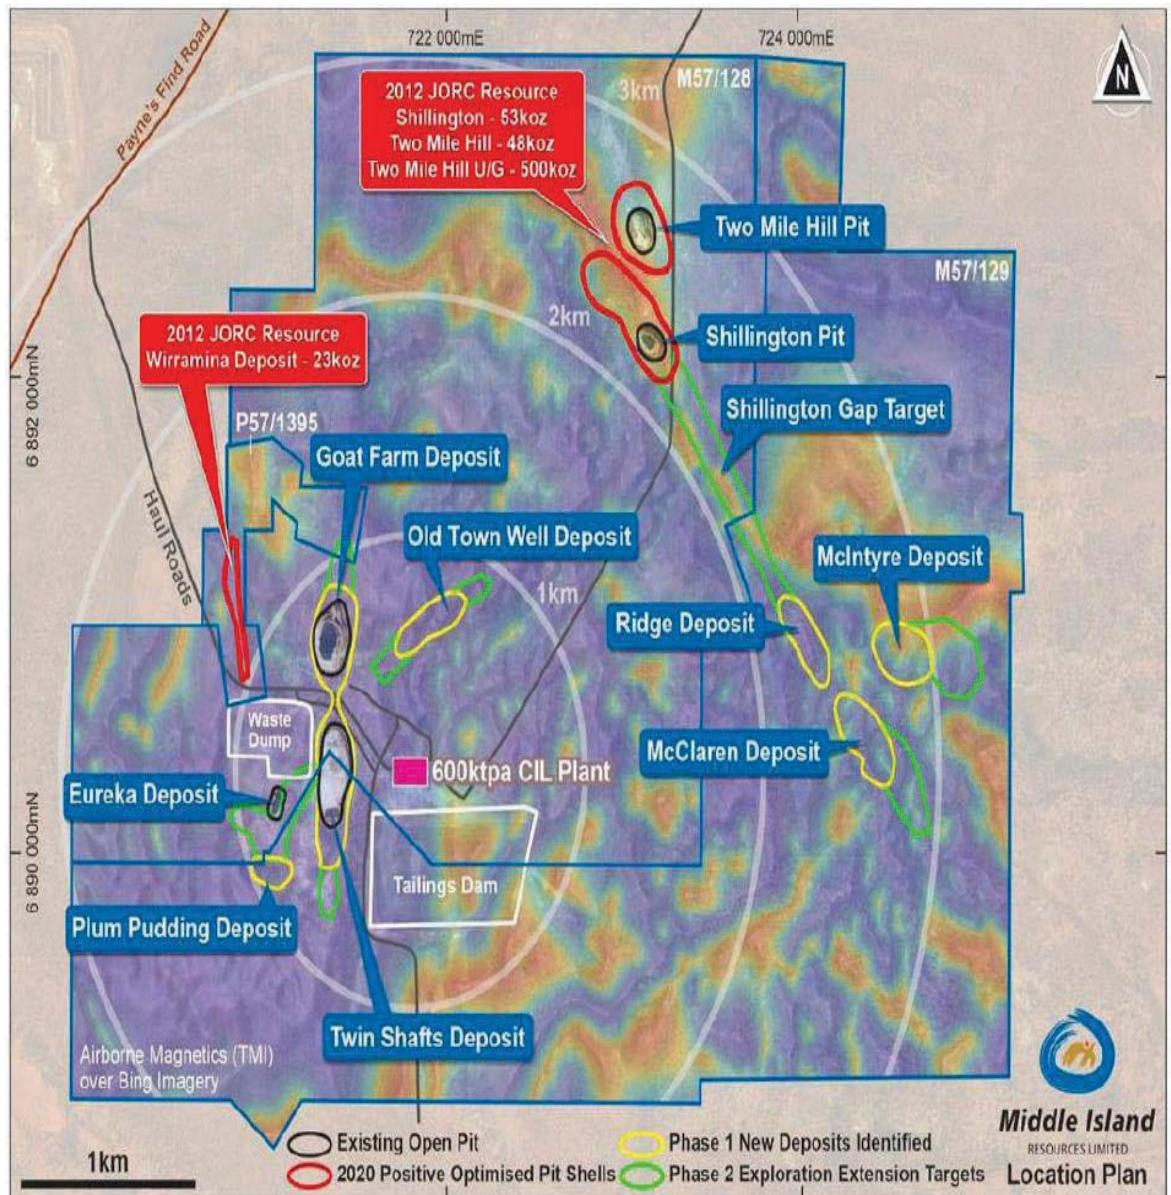 722 000mE
724 000mE
Payne's Find Road
2012 JORC Resource
Shillington - 53koz
Two Mile Hill - 48koz
Two Mile Hill U/G - 500koz
3km
M57/128
N
Two Mile Hill Pit
M57/129
2km
Shillington Pit
2012 JORC Resource
Wirramina Deposit - 23koz
6 892 000mN
Shillington Gap Target
P57/1395
Goat Farm Deposit
Haul Roads
Old Town Well Deposit
McIntyre Deposit
1km
Ridge Deposit
Waste
Dump
McClaren Deposit
600ktpa CIL Plant
Eureka Deposit
6 890 000mN
Tailings Dam
Plum Pudding Deposit
Twin Shafts Deposit
Airborne Magnetics (TMI)
over Bing Imagery
Middle Island
RESOURCES LIMITED
Location Plan
1km
Existing Open Pit
2020 Positive Optimised Pit Shells
Phase 1 New Deposits Identified
Phase 2 Exploration Extension Targets